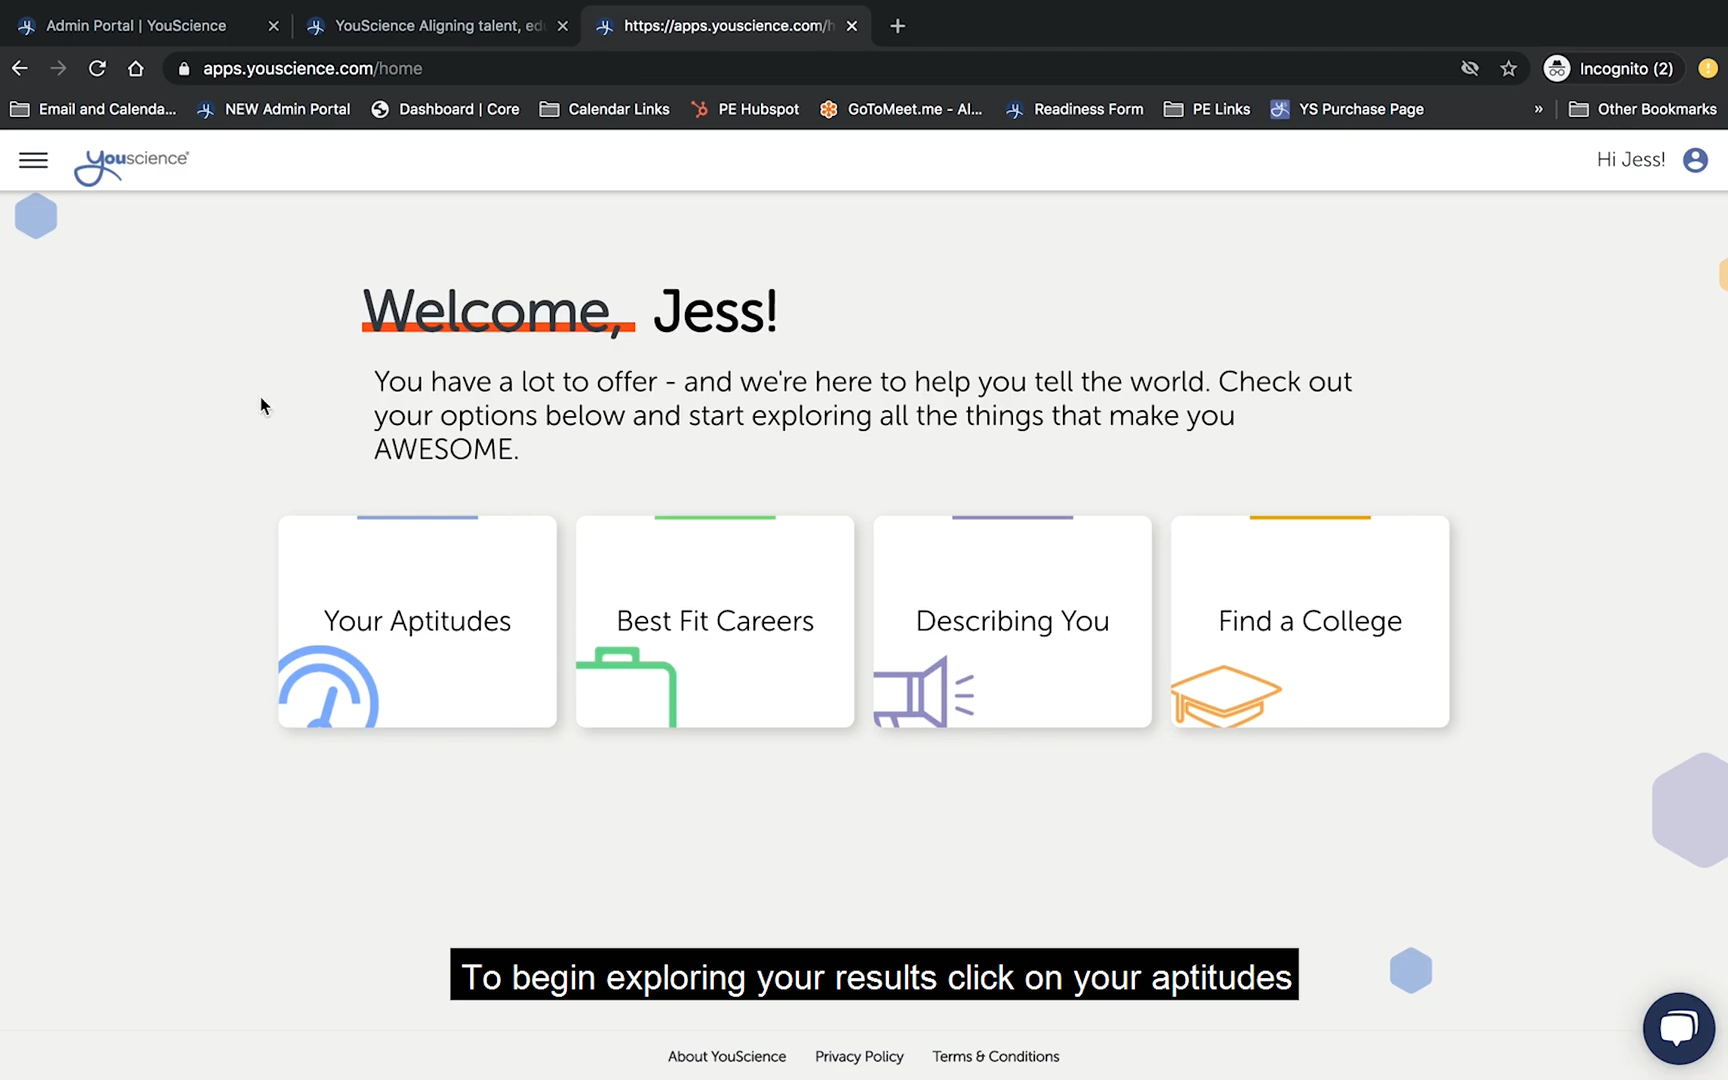 Admin Portal | YouScience
YouScience Aligning talent, edu
https://apps.youscience.com/h
apps.youscience.com/home
Incognito (2)
Email and Calenda...
NEW Admin Portal
Dashboard | Core
Calendar Links
PE Hubspot
GoToMeet.me - Al...
Readiness Form
PE Links
YS Purchase Page
»
Other Bookmarks
youscience®
Hi Jess!
Welcome, Jess!
You have a lot to offer - and we're here to help you tell the world. Check out
your options below and start exploring all the things that make you
AWESOME.
Your Aptitudes
Best Fit Careers
Describing You
Find a College
To begin exploring your results click on your aptitudes
About YouScience
Privacy Policy
Terms & Conditions